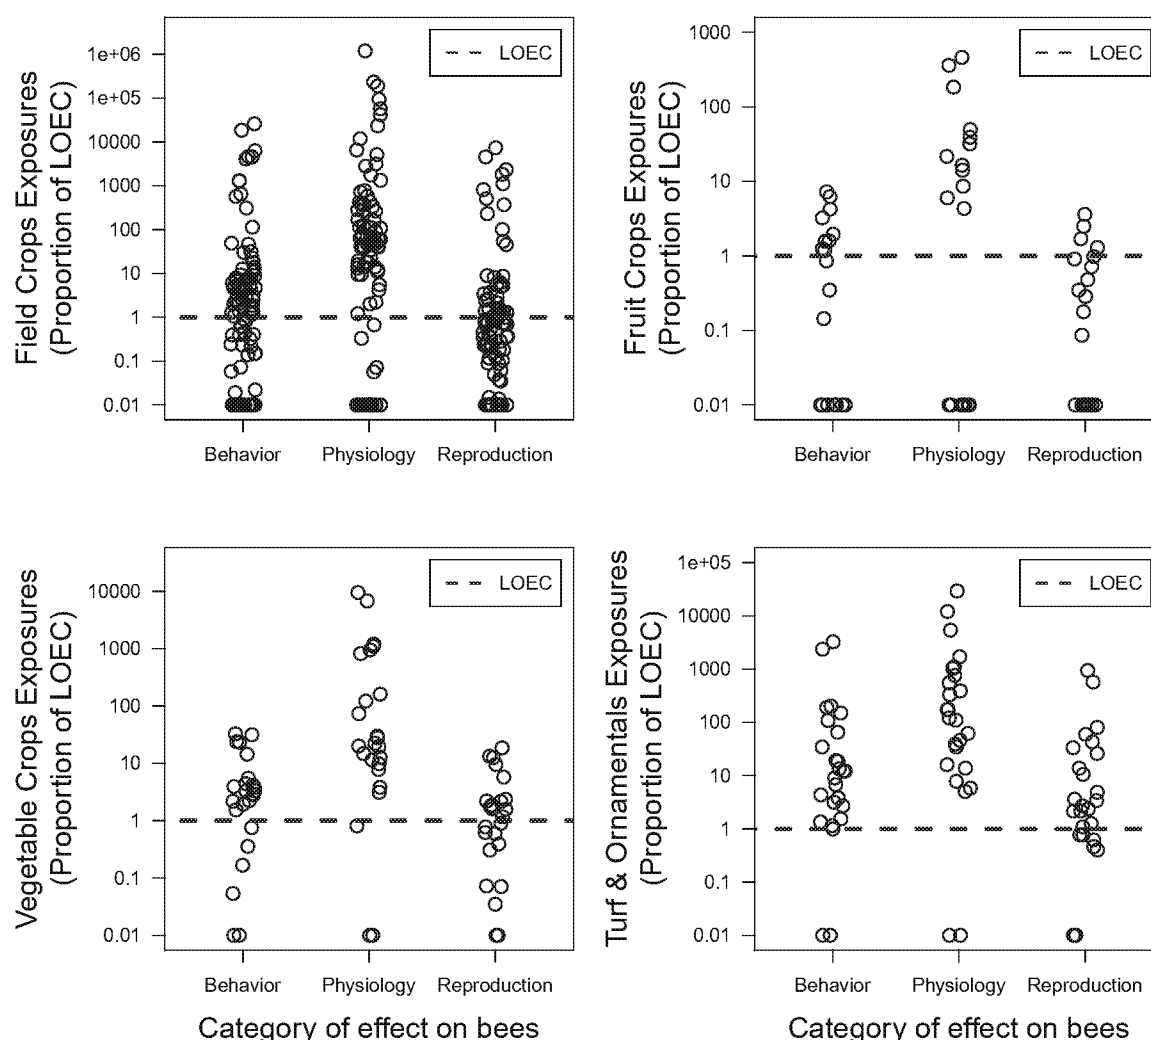 Field Crops Exposures
(Proportion of LOEC)
1e+06
1e+05
10000
1000
100
10
1
0.1
0.01
LOEC
Behavior
Physiology
Reproduction
Fruit Crops Expoures
(Proportion of LOEC)
1000
100
10
1
0.1
0.01
LOEC
Behavior
Physiology
Reproduction
Vegetable Crops Exposures
(Proportion of LOEC)
10000
1000
100
10
1
0.1
0.01
LOEC
Behavior
Physiology
Reproduction
Category of effect on bees
Turf & Ornamentals Exposures
(Proportion of LOEC)
1e+05
10000
1000
100
10
1
0.1
0.01
LOEC
Behavior
Physiology
Reproduction
Category of effect on bees